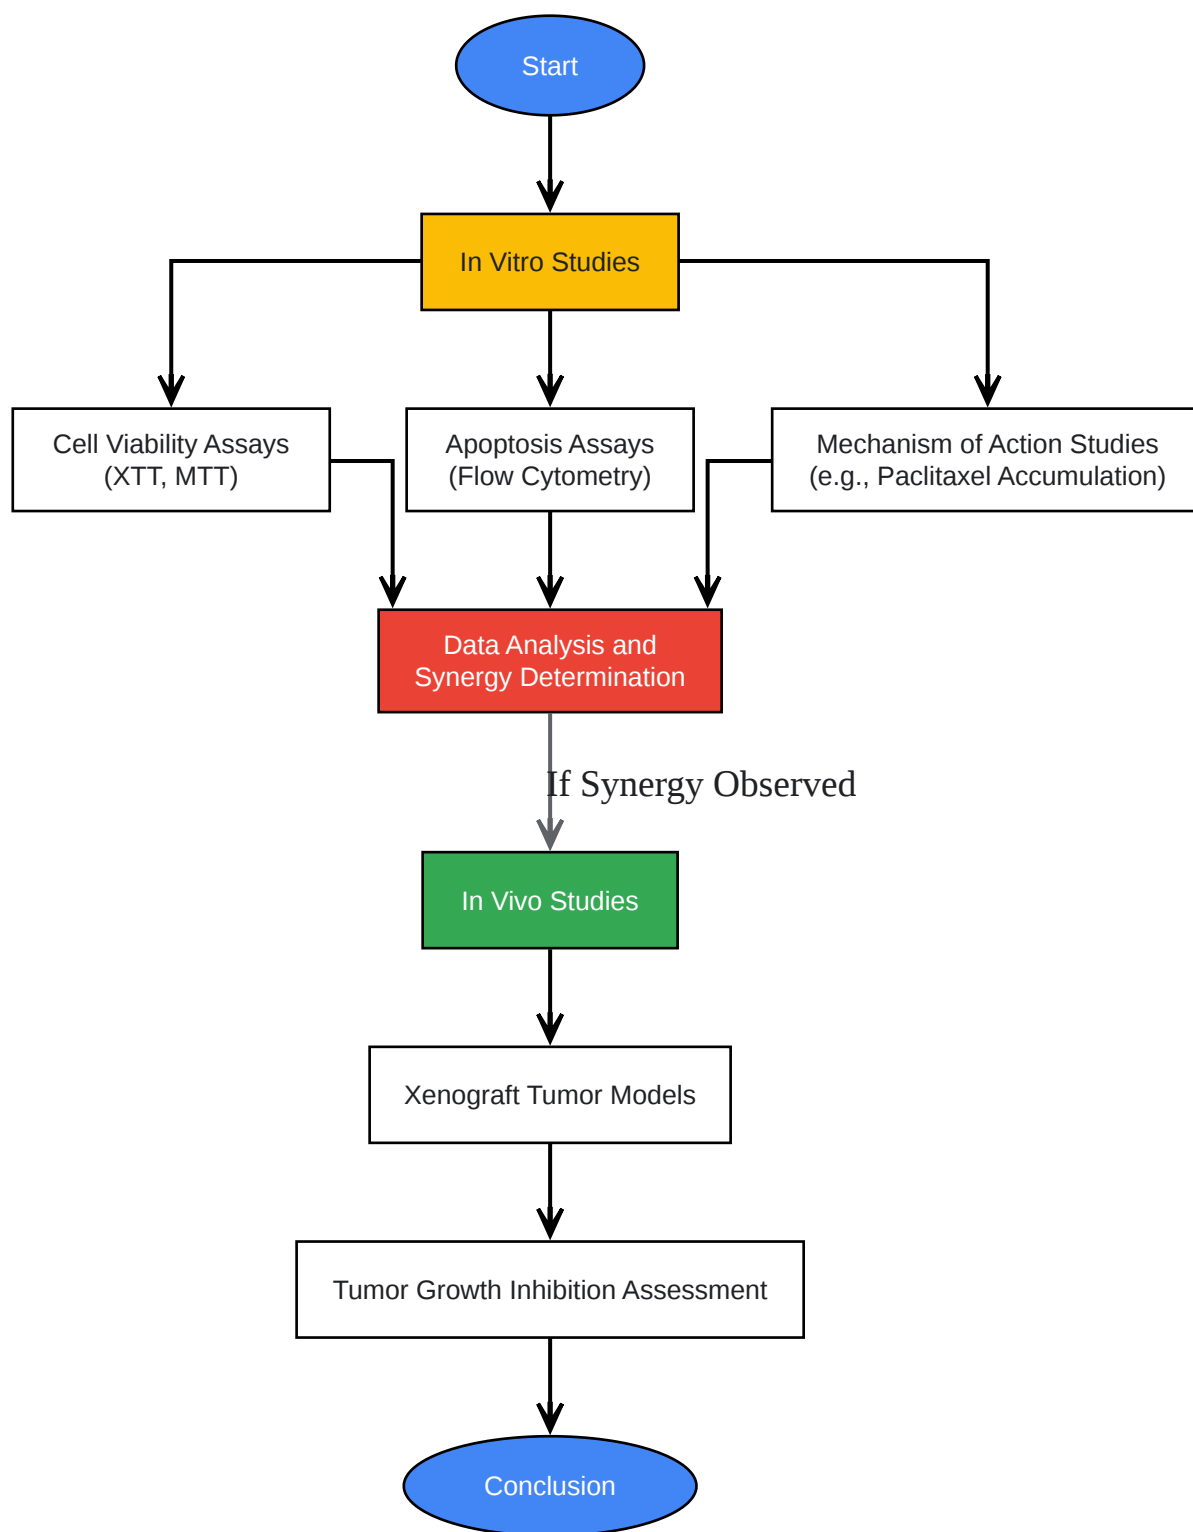 Start
In Vitro Studies
Cell Viability Assays
(XTT, MTT)
Apoptosis Assays
(Flow Cytometry)
Mechanism of Action Studies
(e.g., Paclitaxel Accumulation)
Data Analysis and
Synergy Determination
If Synergy Observed
In Vivo Studies
Xenograft Tumor Models
Tumor Growth Inhibition Assessment
Conclusion